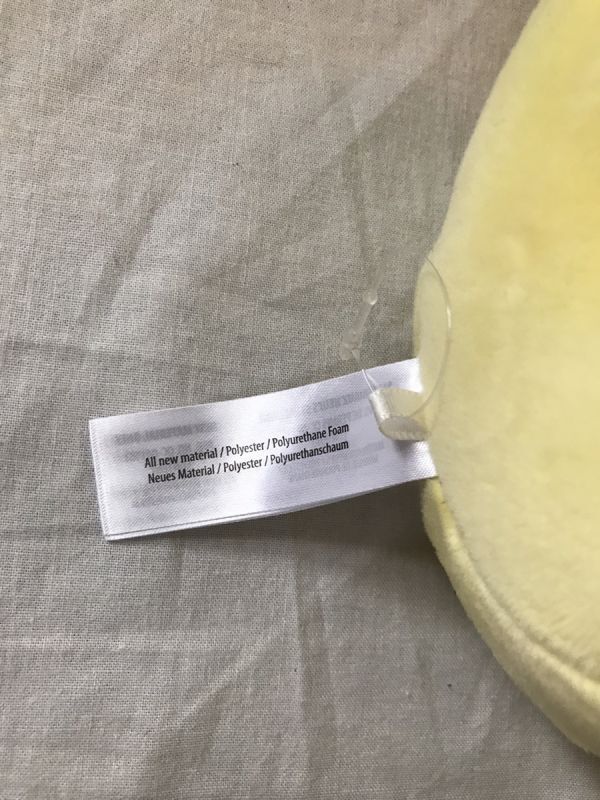 All new material / Polyester / Polyurethane Foam
Neues Material / Polyester / Polyurethanschaum